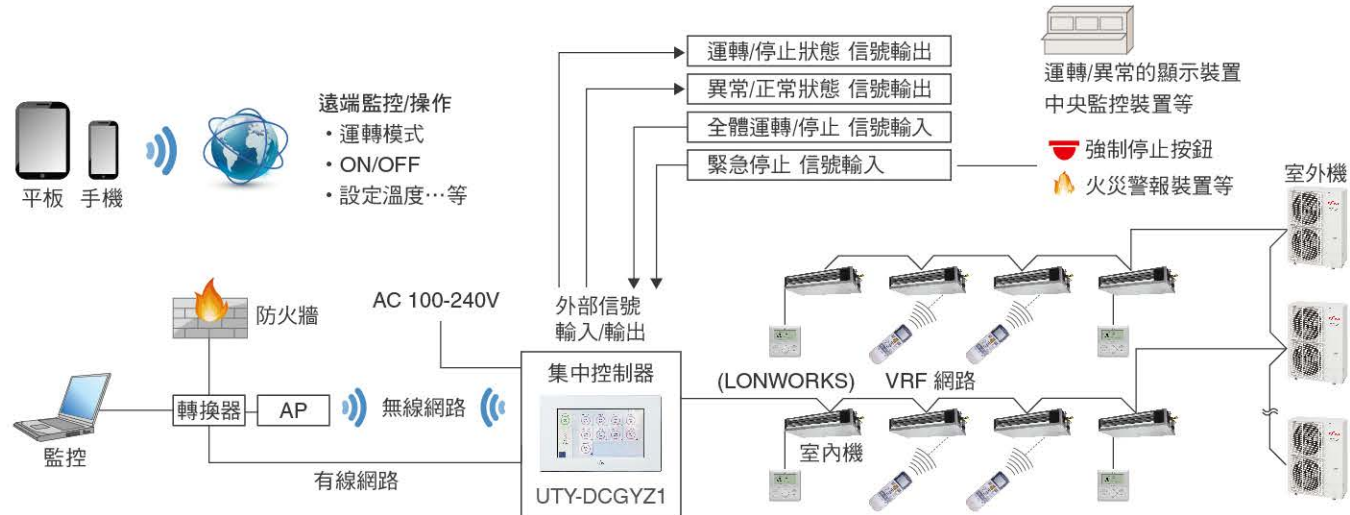 運轉/停止狀態 信號輸出
異常/正常狀態 信號輸出
全體運轉/停止 信號輸入
緊急停止 信號輸入
運轉/異常的顯示裝置
中央監控裝置等
強制停止按鈕
火災警報裝置等
室外機
遠端監控/操作
・運轉模式
・ON/OFF
・設定溫度…等
平板
手機
防火牆
AC 100-240V
外部信號
輸入/輸出
集中控制器
UTY-DCGYZ1
轉換器
AP
無線網路
監控
有線網路
(LONWORKS)
VRF 網路
室內機